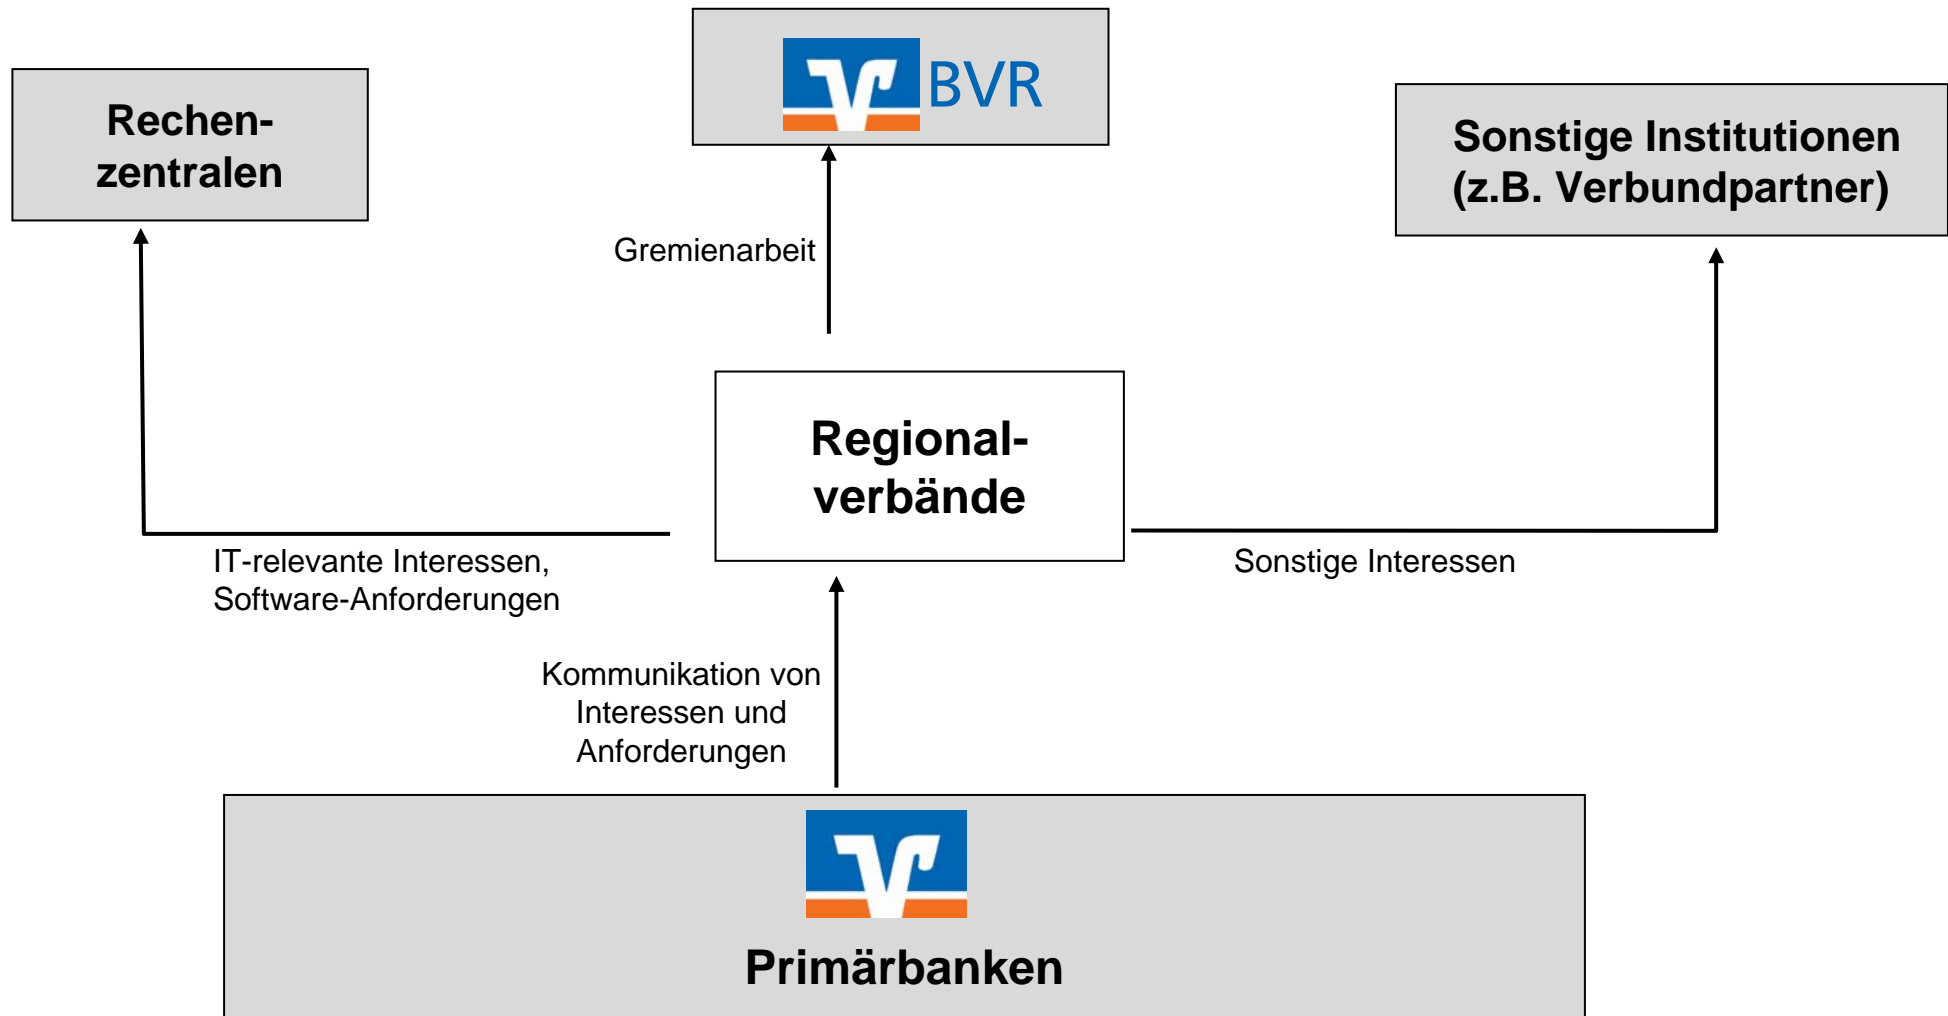 BVR
Rechen-
zentralen
Sonstige Institutionen
(z.B. Verbundpartner)
Gremienarbeit
Regional-
verbände
IT-relevante Interessen,
Software-Anforderungen
Sonstige Interessen
Kommunikation von
Interessen und
Anforderungen
Primärbanken